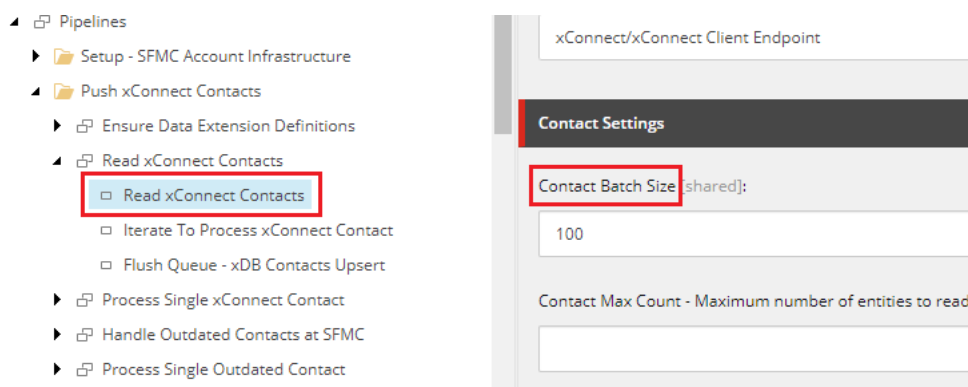 Pipelines
Setup - SFMC Account Infrastructure
Push xConnect Contacts
Ensure Data Extension Definitions
Read xConnect Contacts
Read xConnect Contacts
Iterate To Process xConnect Contact
Flush Queue - xDB Contacts Upsert
Process Single xConnect Contact
Handle Outdated Contacts at SFMC
Process Single Outdated Contact
xConnect/xConnect Client Endpoint
Contact Settings
Contact Batch Size [shared]:
100
Contact Max Count - Maximum number of entities to read